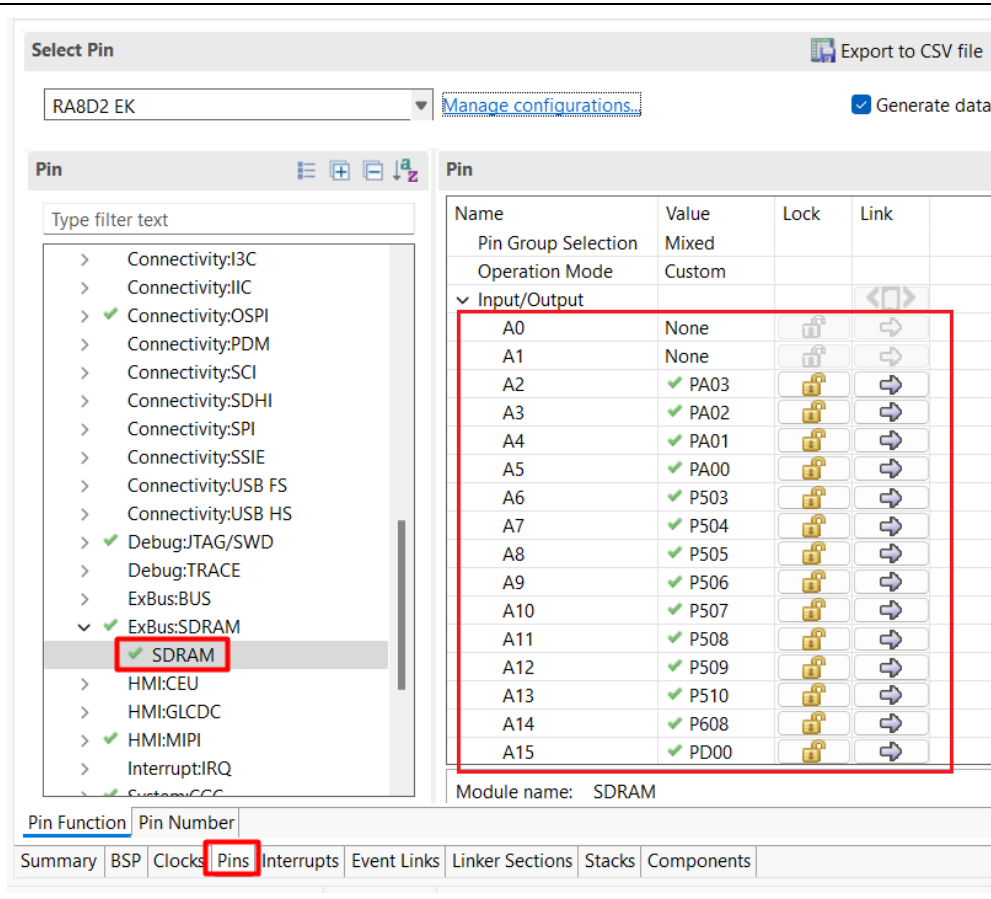 Select Pin
Export to CSV file
RA8D2 EK
Manage configurations...
Generate data
Pin
Type filter text
Connectivity:I3C
Connectivity:IIC
Connectivity:OSPI
Connectivity:PDM
Connectivity:SCI
Connectivity:SDHI
Connectivity:SPI
Connectivity:SSIE
Connectivity:USB FS
Connectivity:USB HS
Debug:JTAG/SWD
Debug:TRACE
ExBus:BUS
ExBus:SDRAM
SDRAM
HMI:CEU
HMI:GLCDC
HMI:MIPI
Interrupt:IRQ
System:CGC
Pin
Name Value Lock Link
Pin Group Selection Mixed
Operation Mode Custom
Input/Output
A0 None
A1 None
A2 PA03
A3 PA02
A4 PA01
A5 PA00
A6 P503
A7 P504
A8 P505
A9 P506
A10 P507
A11 P508
A12 P509
A13 P510
A14 P608
A15 PD00
Module name: SDRAM
Pin Function Pin Number
Summary BSP Clocks Pins Interrupts Event Links Linker Sections Stacks Components